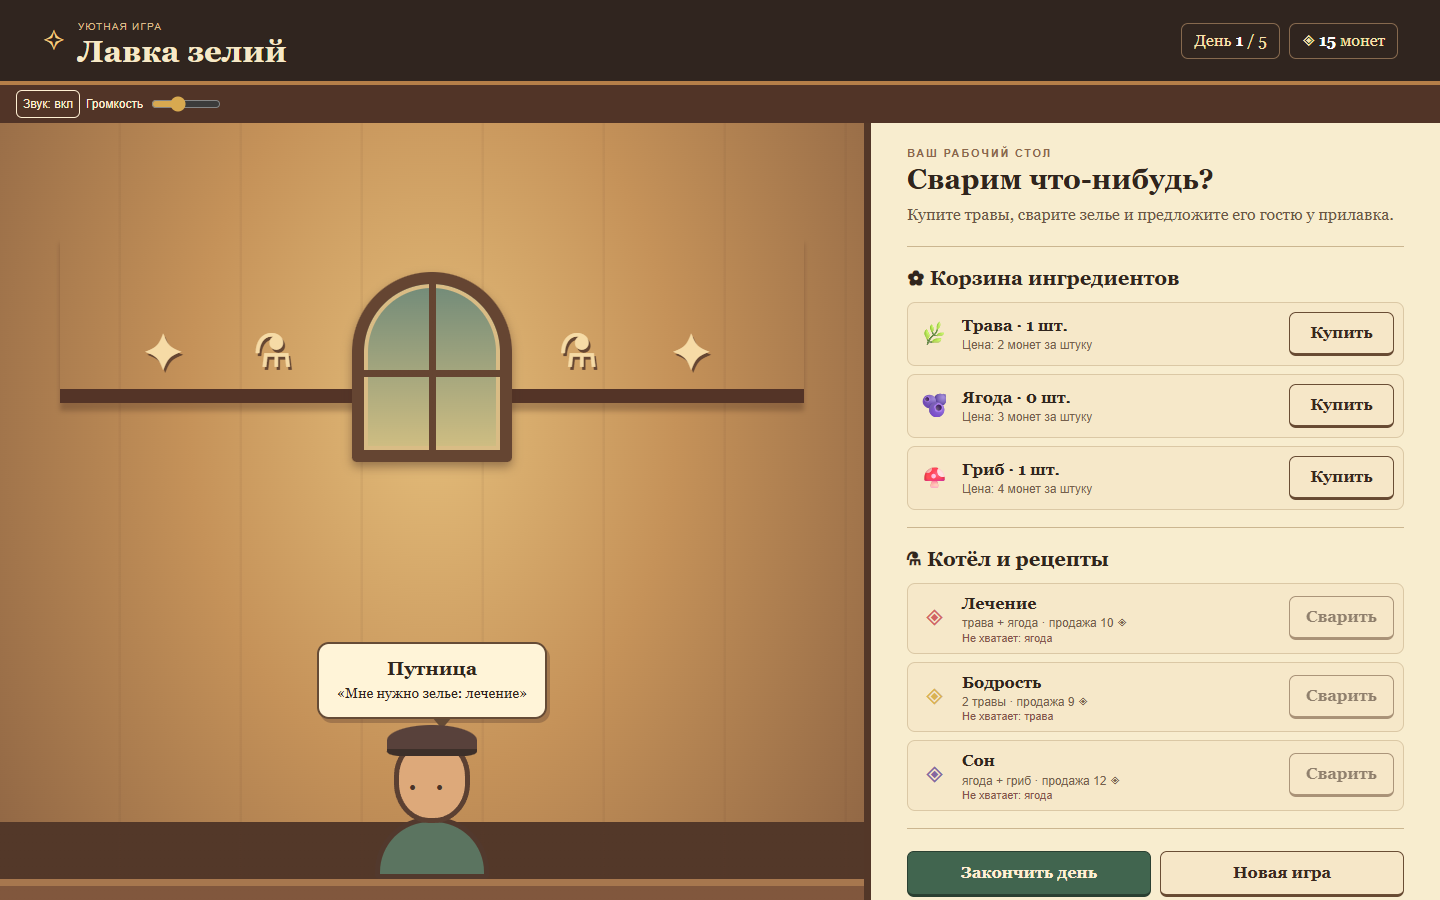 УЮТНАЯ ИГРА
Лавка зелий
День 1 / 5
15 монет
Звук: вкл
Громкость
Путница
«Мне нужно зелье: лечение»
ВАШ РАБОЧИЙ СТОЛ
Сварим что-нибудь?
Купите травы, сварите зелье и предложите его гостю у прилавка.
Корзина ингредиентов
Трава · 1 шт.
Цена: 2 монет за штуку
Купить
Ягода · 0 шт.
Цена: 3 монет за штуку
Купить
Гриб · 1 шт.
Цена: 4 монет за штуку
Купить
Котёл и рецепты
Лечение
трава + ягода · продажа 10
Не хватает: ягода
Сварить
Бодрость
2 травы · продажа 9
Не хватает: трава
Сварить
Сон
ягода + гриб · продажа 12
Не хватает: ягода
Сварить
Закончить день
Новая игра